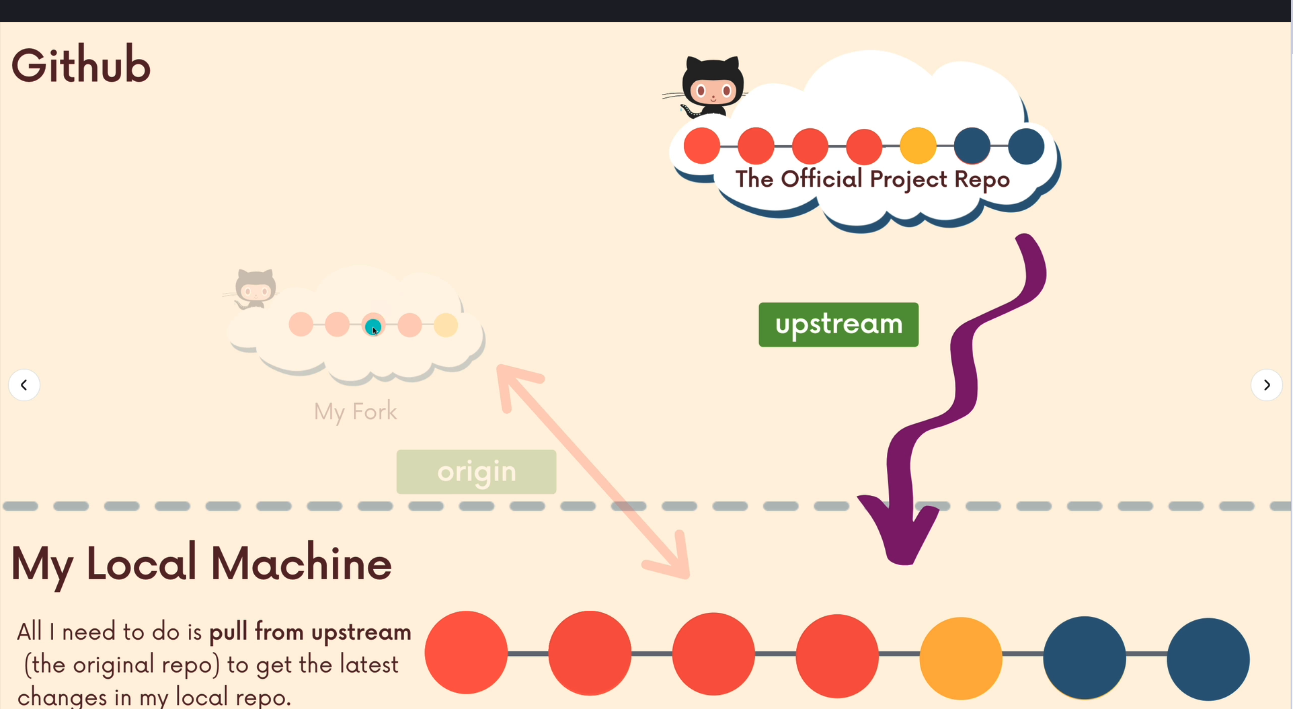 Github
The Official Project Repo
upstream
My Fork
origin
My Local Machine
All I need to do is pull from upstream
(the original repo) to get the latest
changes in my local repo.